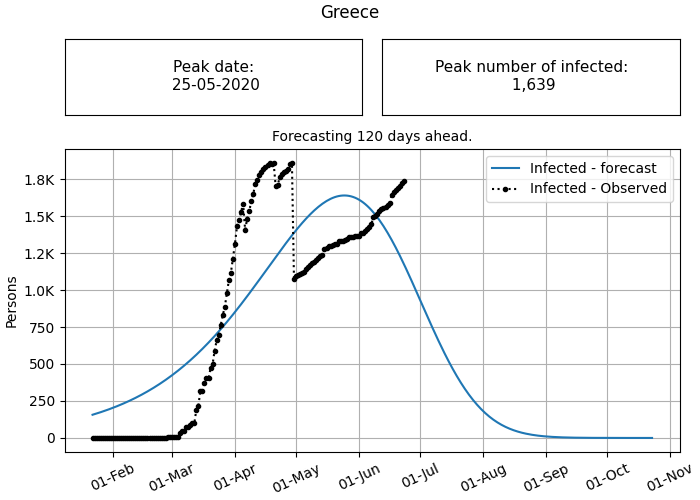 Greece
Peak date:
25-05-2020
Peak number of infected:
1,639
Forecasting 120 days ahead.
Infected - forecast
Infected - Observed
Persons
1.8K
1.5K
1.2K
1.0K
750
500
250
0
01-Feb
01-Mar
01-Apr
01-May
01-Jun
01-Jul
01-Aug
01-Sep
01-Oct
01-Nov